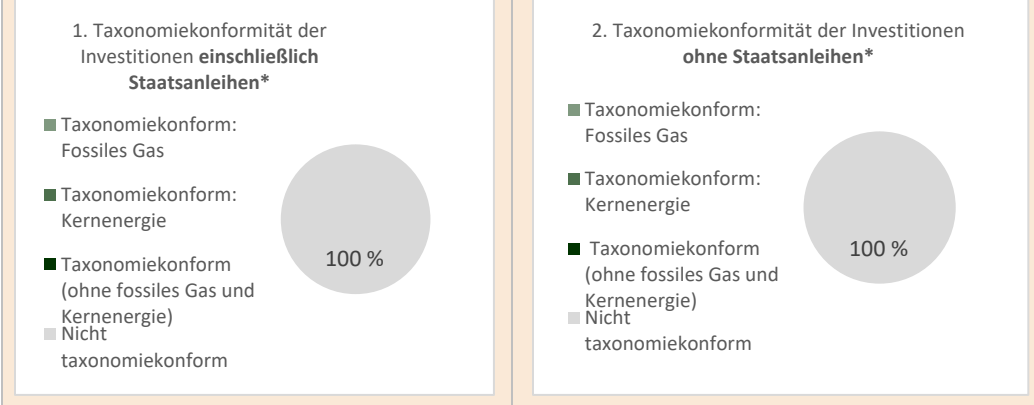 1. Taxonomiekonformität der
Investitionen einschließlich
Staatsanleihen*
Taxonomiekonform:
Fossiles Gas
Taxonomiekonform:
Kernenergie
Taxonomiekonform
(ohne fossiles Gas und
Kernenergie)
Nicht
taxonomiekonform
100 %
2. Taxonomiekonformität der Investitionen
ohne Staatsanleihen*
Taxonomiekonform:
Fossiles Gas
Taxonomiekonform:
Kernenergie
Taxonomiekonform
(ohne fossiles Gas und
Kernenergie)
Nicht
taxonomiekonform
100 %